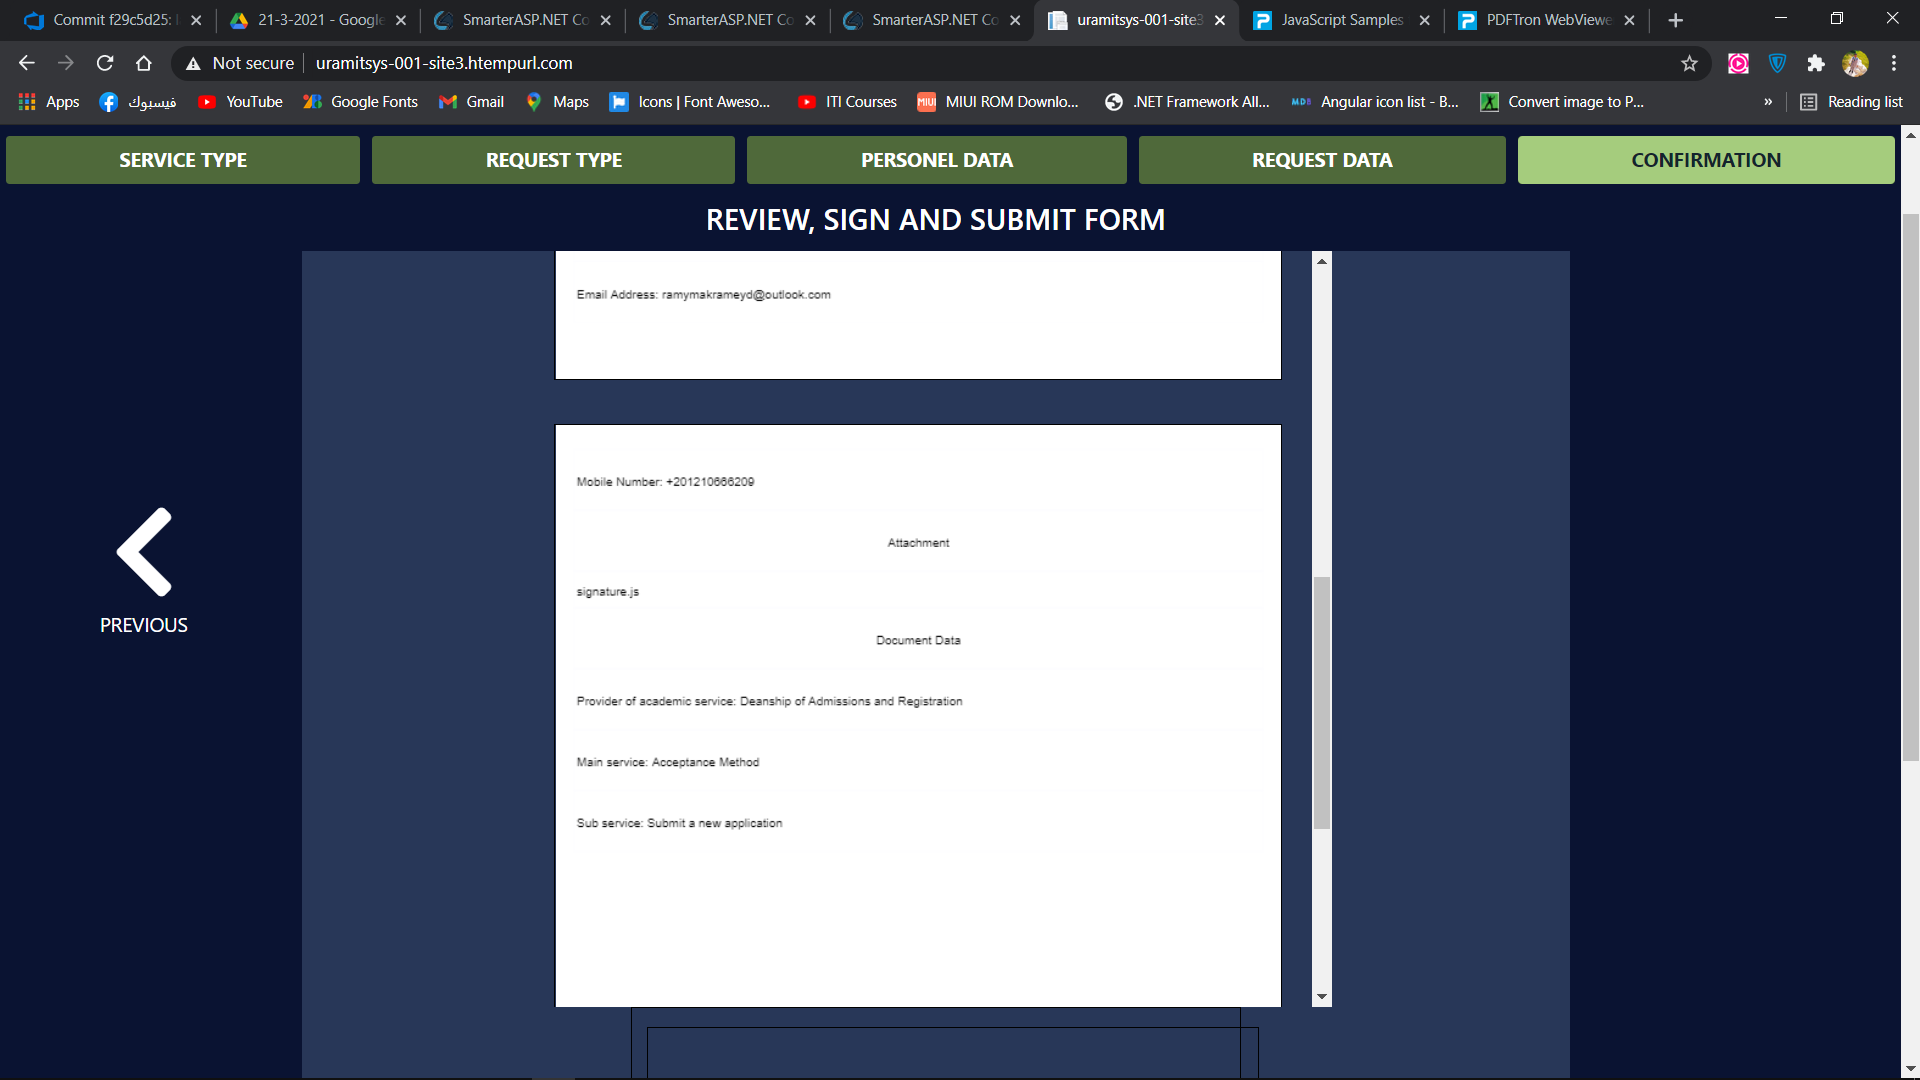 Commit f29c5d25:
21-3-2021 - Google
SmarterASP.NET Co
SmarterASP.NET Co
SmarterASP.NET Co
uramitsys-001-site3
JavaScript Samples
PDFTron WebViewe
Not secure
uramitsys-001-site3.htempurl.com
Apps
فيسبوك
YouTube
Google Fonts
Gmail
Maps
Icons | Font Aweso...
ITI Courses
MIUI ROM Downlo...
.NET Framework All...
Angular icon list - B...
Convert image to P...
»
Reading list
SERVICE TYPE
REQUEST TYPE
PERSONEL DATA
REQUEST DATA
CONFIRMATION
REVIEW, SIGN AND SUBMIT FORM
Email Address: ramymakrameyd@outlook.com
Mobile Number: +201210666209
Attachment
signature.js
Document Data
Provider of academic service: Deanship of Admissions and Registration
Main service: Acceptance Method
Sub service: Submit a new application
PREVIOUS